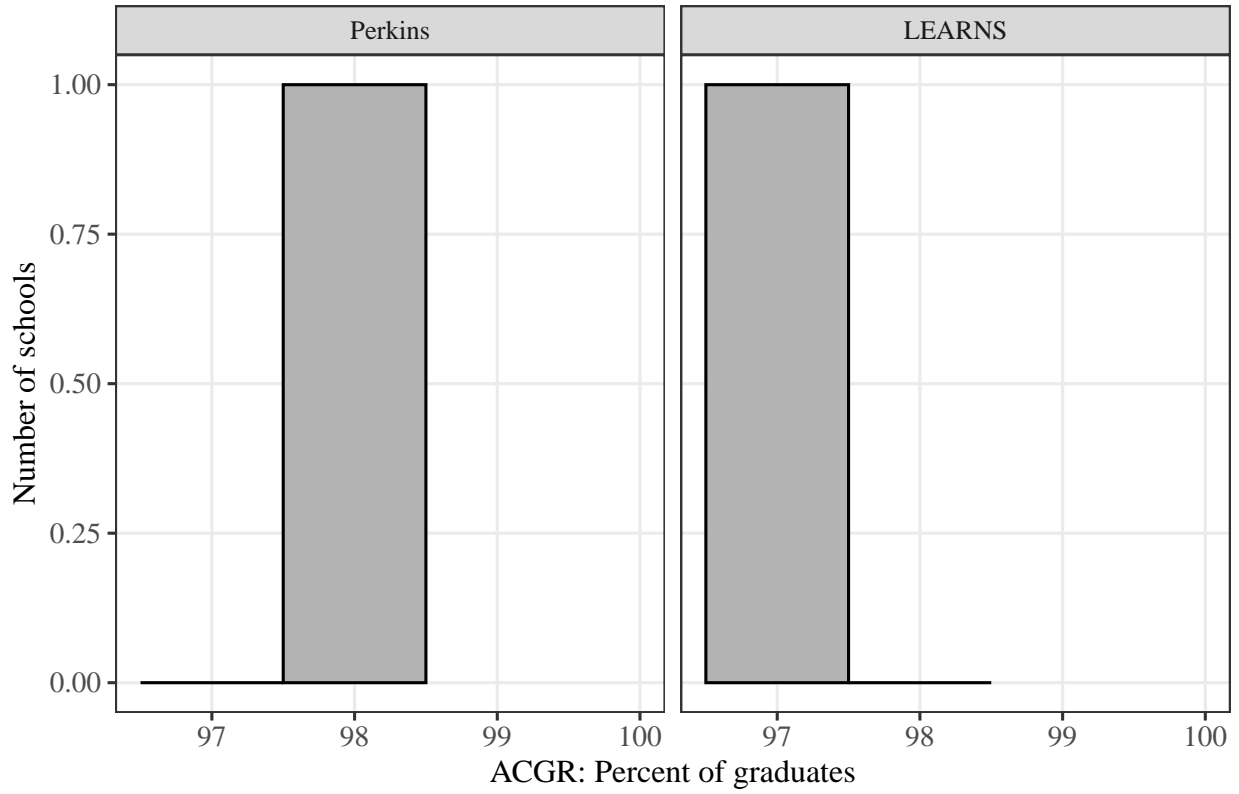 Perkins
LEARNS
1.00
0.75
0.50
0.25
0.00
Number of schools
97 98 99 100
97 98 99 100
ACGR: Percent of graduates